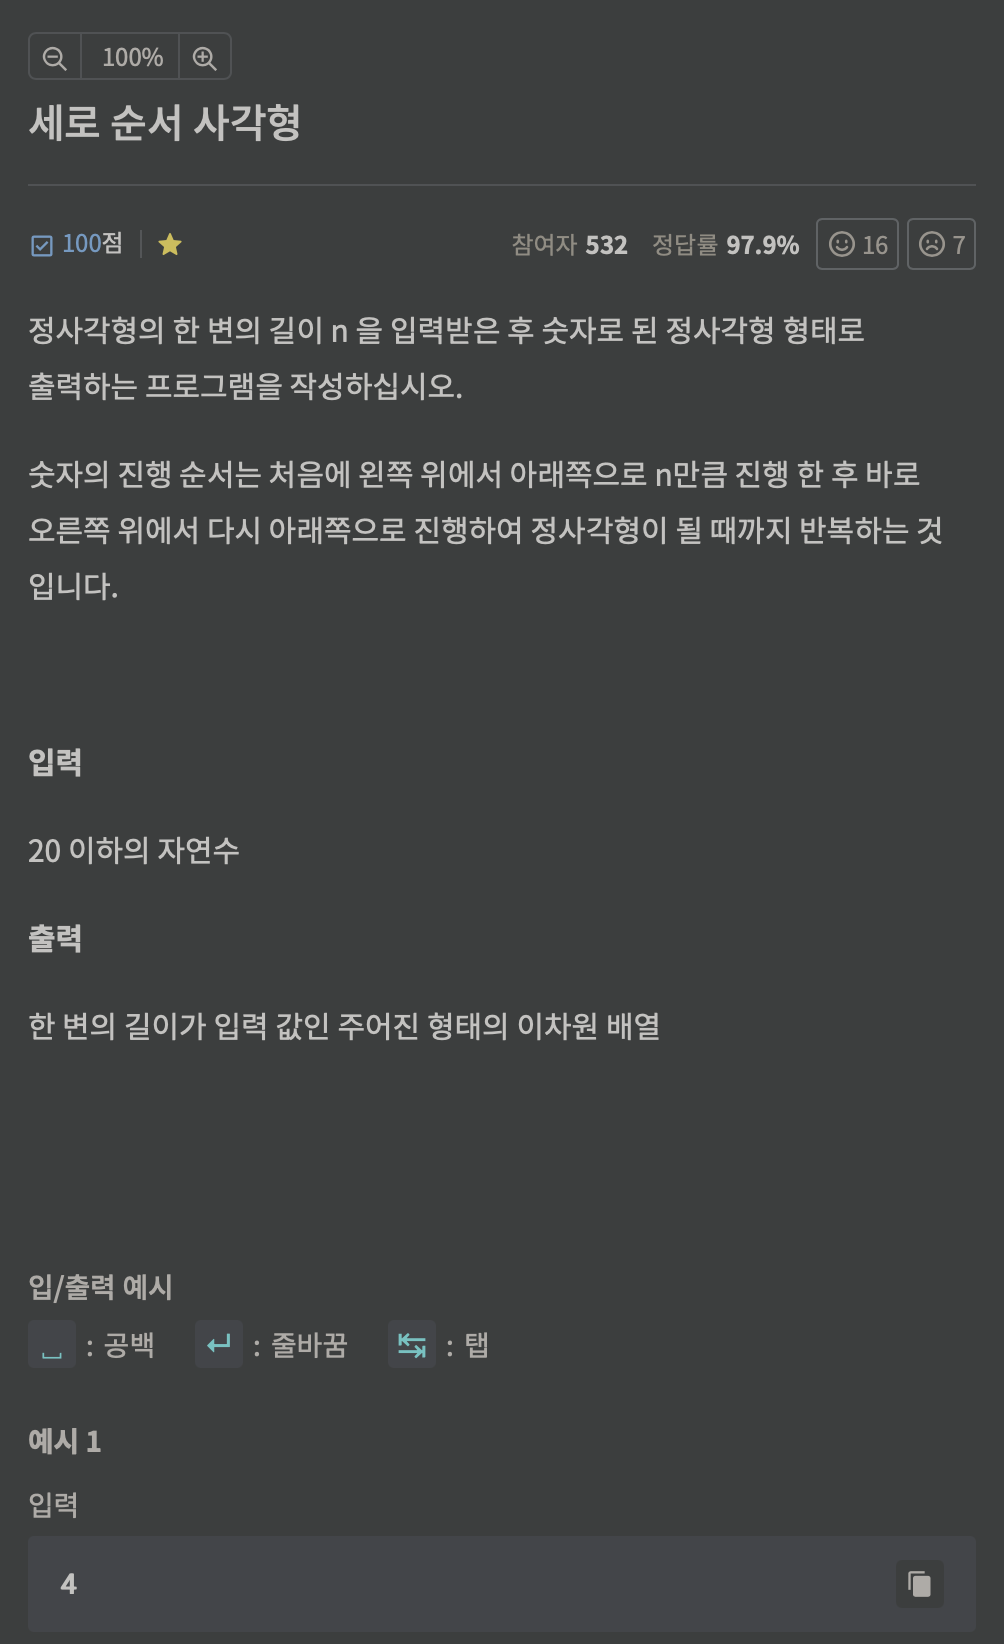 100%
세로 순서 사각형
100점
참여자 532 정답률 97.9% 16 7
정사각형의 한 변의 길이 n 을 입력받은 후 숫자로 된 정사각형 형태로
출력하는 프로그램을 작성하십시오.
숫자의 진행 순서는 처음에 왼쪽 위에서 아래쪽으로 n만큼 진행 한 후 바로
오른쪽 위에서 다시 아래쪽으로 진행하여 정사각형이 될 때까지 반복하는 것
입니다.
입력
20 이하의 자연수
출력
한 변의 길이가 입력 값인 주어진 형태의 이차원 배열
입/출력 예시
: 공백 : 줄바꿈 : 탭
예시 1
입력
4